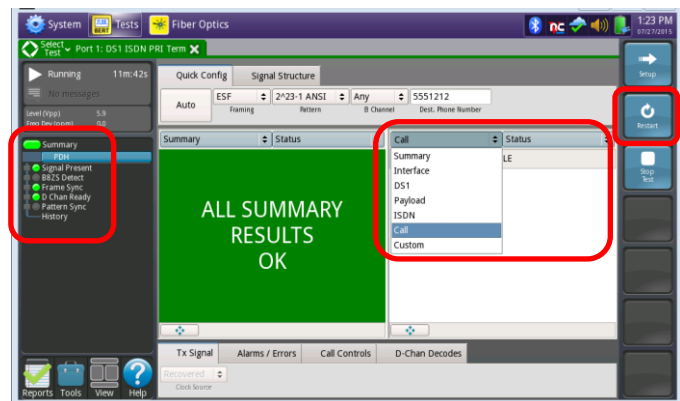 System
BERT
Tests
Fiber Optics
nc
1:23 PM
07/27/2015
Select Test
Port 1: DS1 ISDN PRI Term X
Running 11m:42s
No messages
Level (Vpp) 5.9
Freq Dev (ppm) 0.0
Summary
PDH
Signal Present
B8ZS Detect
Frame Sync
D Chan Ready
Pattern Sync
History
Quick Config
Signal Structure
Auto
ESF
2^23-1 ANSI
Any
5551212
Framing
Pattern
B Channel
Dest. Phone Number
Summary
Status
ALL SUMMARY
RESULTS
OK
Call
Status
LE
Summary
Interface
DS1
Payload
ISDN
Call
Custom
Tx Signal
Alarms / Errors
Call Controls
D-Chan Decodes
Recovered
Clock Source
Setup
Restart
Stop
Test
Reports
Tools
View
Help